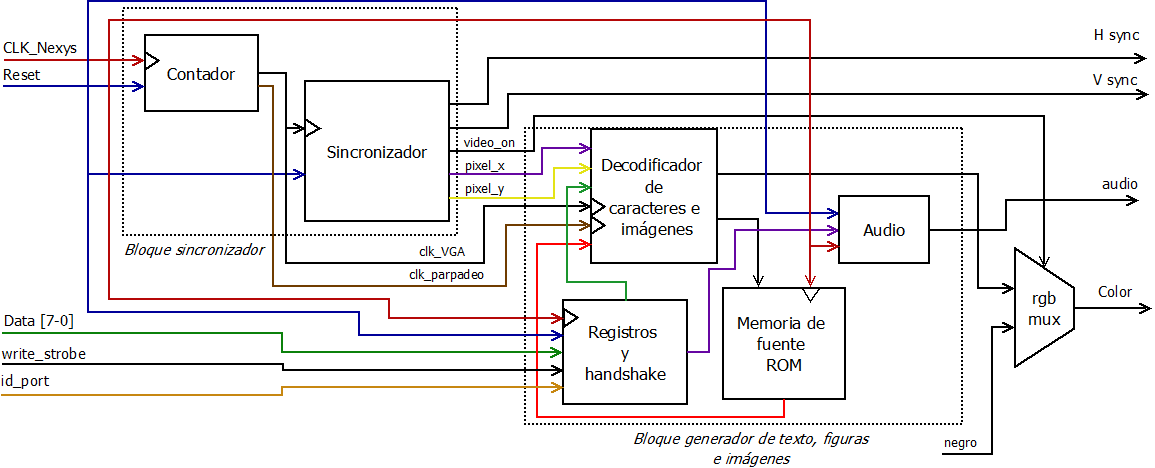 CLK_Nexys
Reset
Contador
Sincronizador
Bloque sincronizador
H sync
V sync
video_on
pixel_x
pixel_y
clk_VGA
clk_parpadeo
Decodificador
de
caracteres e
imágenes
Audio
audio
Data [7-0]
write_strobe
id_port
Registros
y
handshake
Memoria de
fuente
ROM
rgb
mux
Color
negro
Bloque generador de texto, figuras
e imágenes